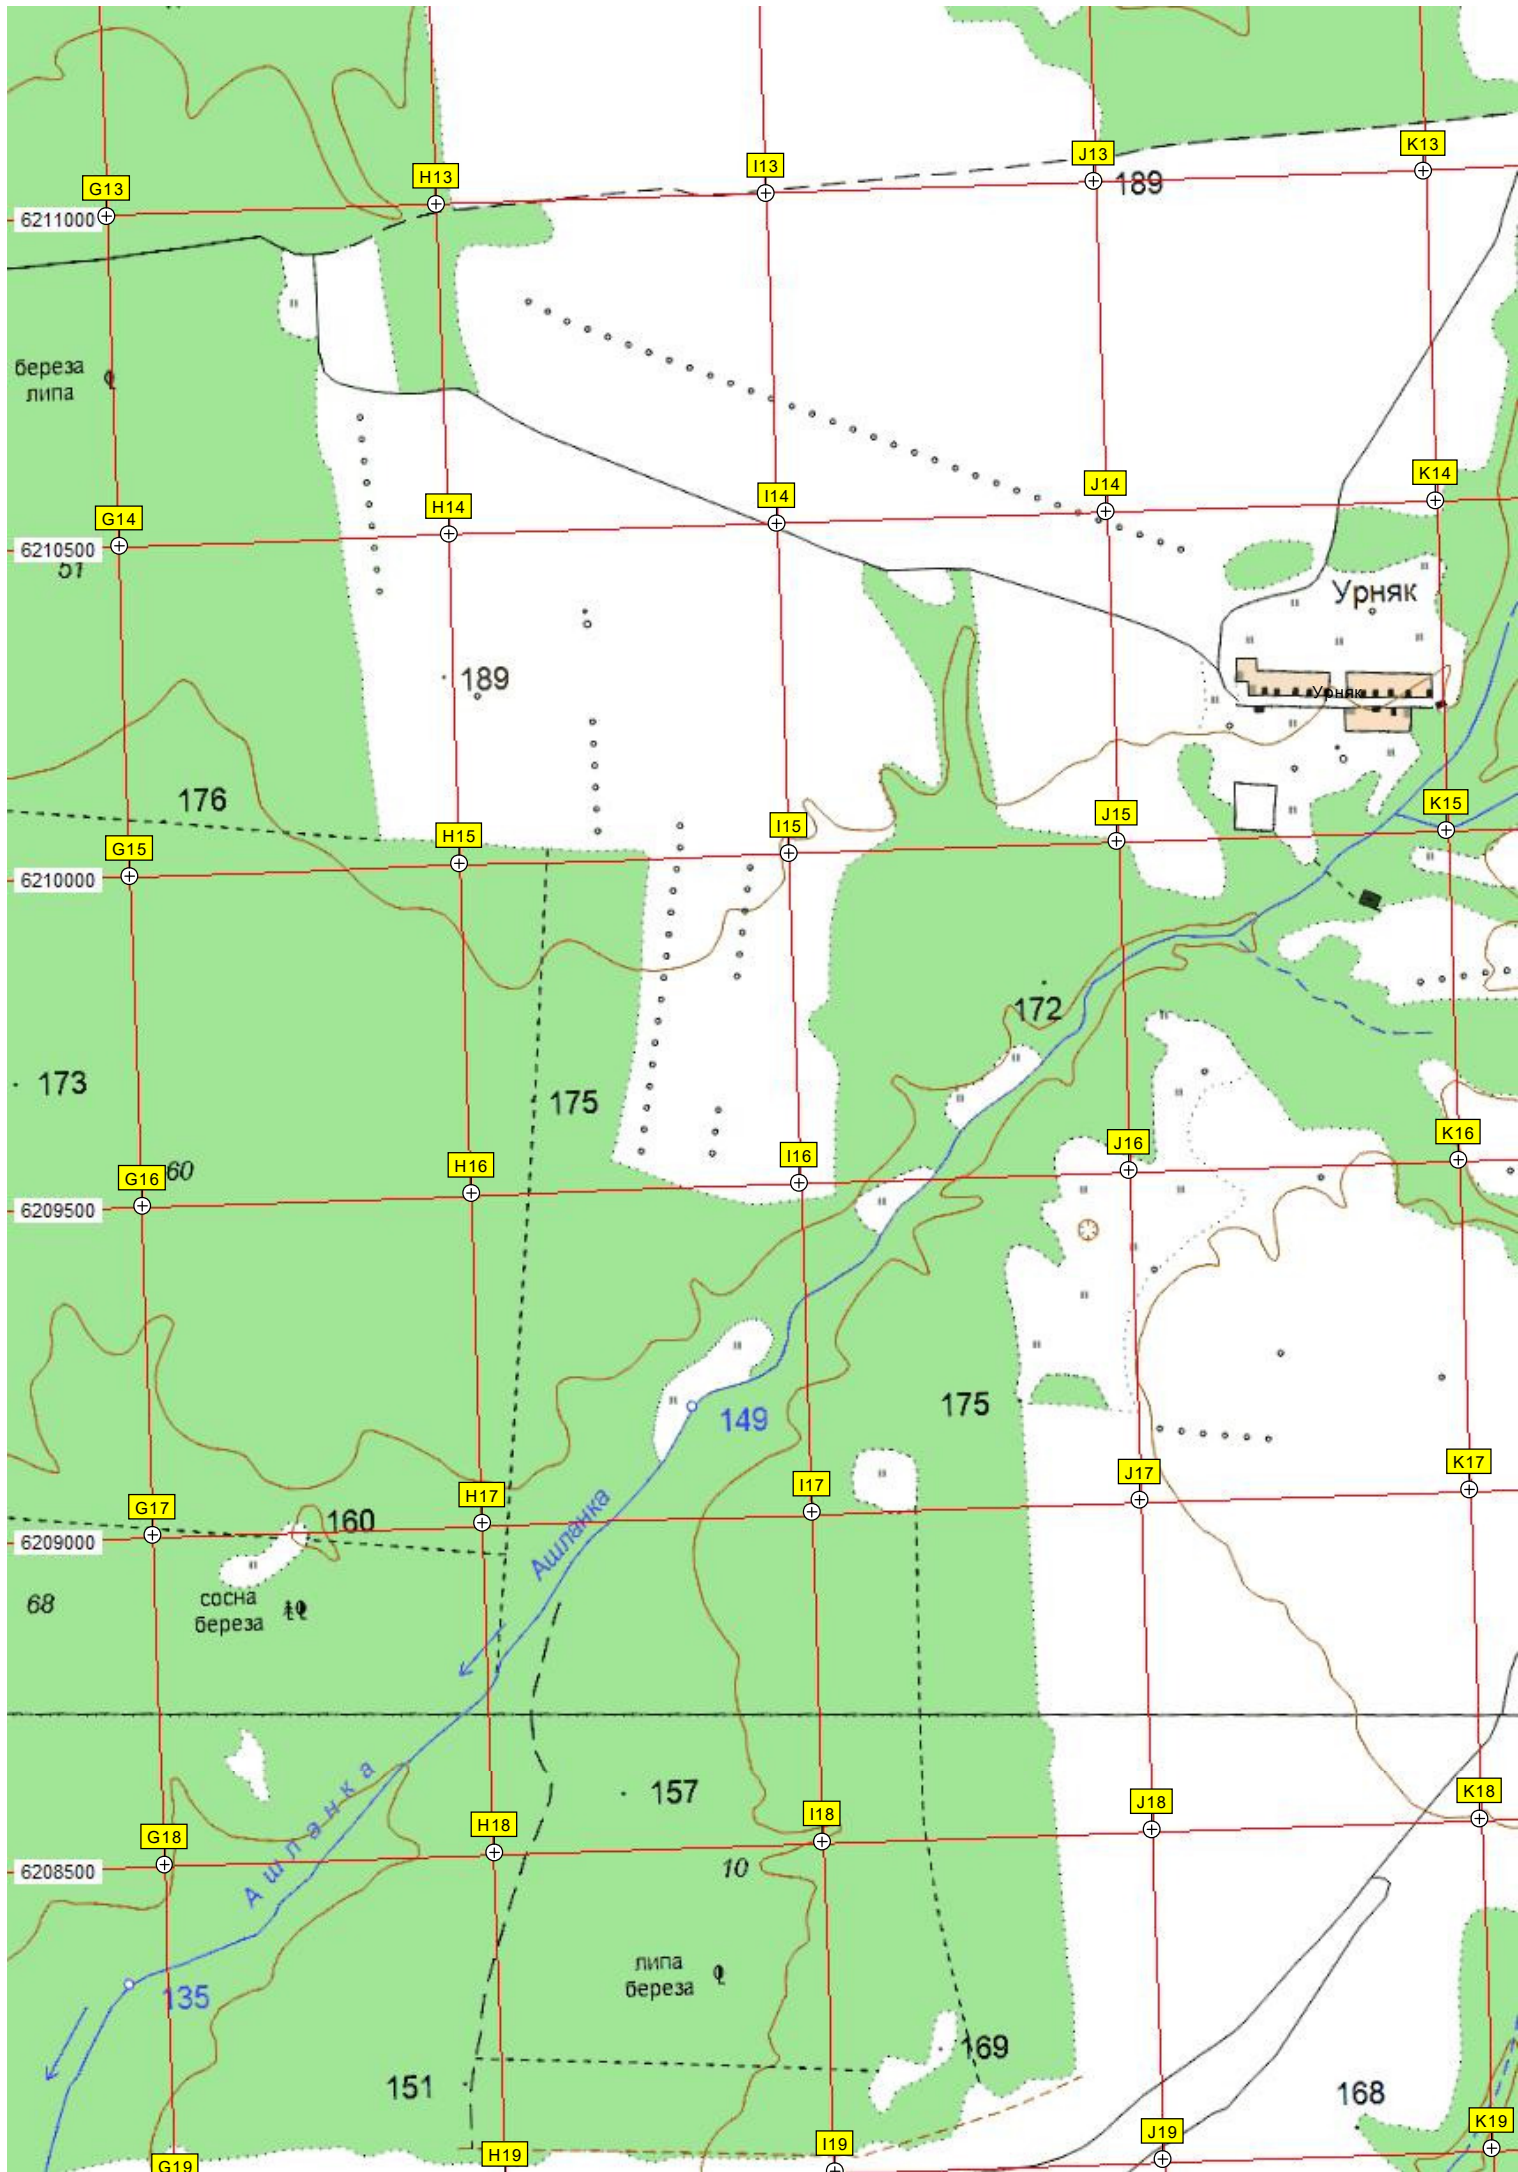 K13
J13
I13
189
H13
G13
6211000
береза
липа
K14
J14
I14
H14
G14
6210500
51
Урняк
189
Урняк
176
K15
J15
I15
H15
G15
6210000
172
173
175
K16
J16
I16
H16
60
G16
6209500
175
149
K17
J17
I17
H17
G17
160
6209000
Ашланка
68
сосна
береза
157
Ашланка
K18
J18
I18
H18
G18
10
6208500
липа
береза
135
169
151
168
K19
J19
I19
H19
G19